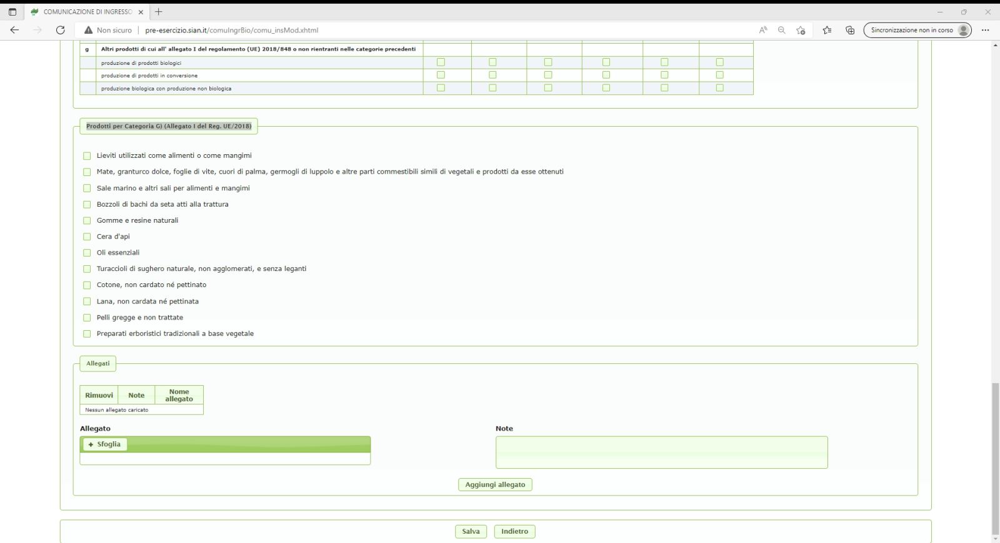 COMUNICAZIONE DI INGRESSO
Non sicuro
pre-esercizio.sian.it/comuIngrBio/comu_insMod.xhtml
Sincronizzazione non in corso
g Altri prodotti di cui all' allegato I del regolamento (UE) 2018/848 o non rientranti nelle categorie precedenti
produzione di prodotti biologici
produzione di prodotti in conversione
produzione biologica con produzione non biologica
Prodotti per Categoria G) (Allegato I del Reg. UE/2018)
Lieviti utilizzati come alimenti o come mangimi
Mate, granturco dolce, foglie di vite, cuori di palma, germogli di luppolo e altre parti commestibili simili di vegetali e prodotti da esse ottenuti
Sale marino e altri sali per alimenti e mangimi
Bozzoli di bachi da seta atti alla trattura
Gomme e resine naturali
Cera d'api
Oli essenziali
Turaccioli di sughero naturale, non agglomerati, e senza leganti
Cotone, non cardato né pettinato
Lana, non cardata né pettinata
Pelli gregge e non trattate
Preparati erboristici tradizionali a base vegetale
Allegati
Rimuovi Note Nome allegato
Nessun allegato caricato
Allegato Note
+ Sfoglia
Aggiungi allegato
Salva Indietro